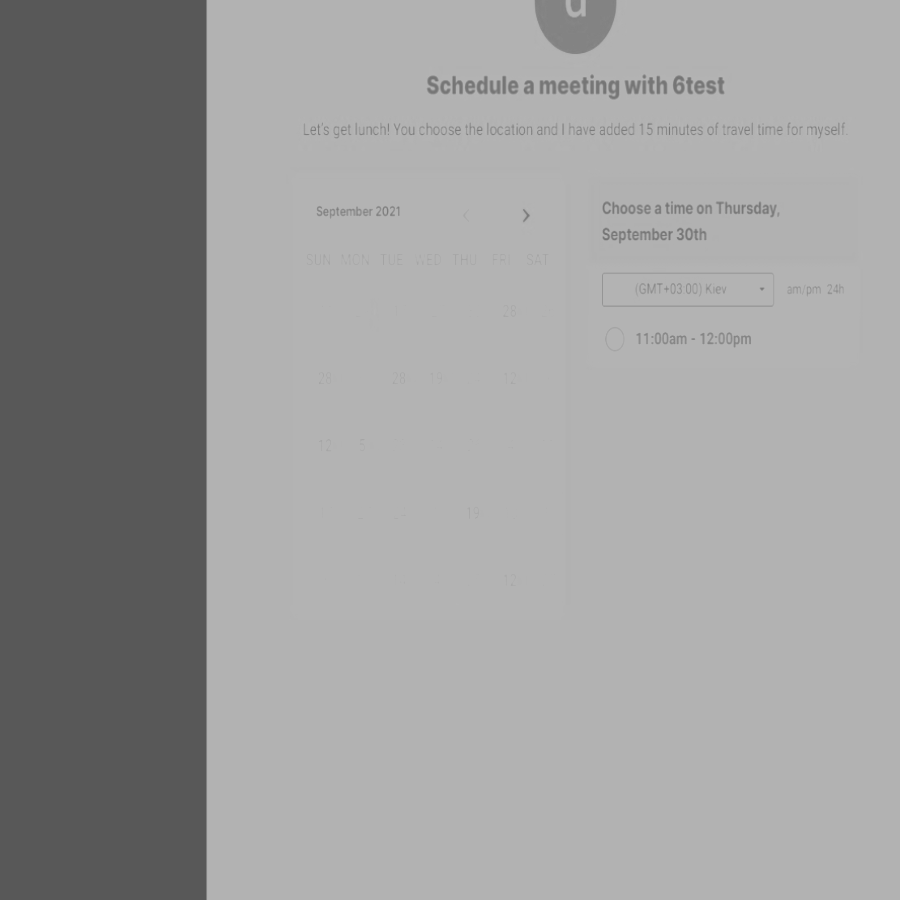 d
Schedule a meeting with 6test
Let's get lunch! You choose the location and I have added 15 minutes of travel time for myself.
September 2021
SUN MON TUE WED THU FRI SAT
28
28 28 19 12
12 5
19
12
Choose a time on Thursday,
September 30th
(GMT+03:00) Kiev am/pm 24h
11:00am - 12:00pm